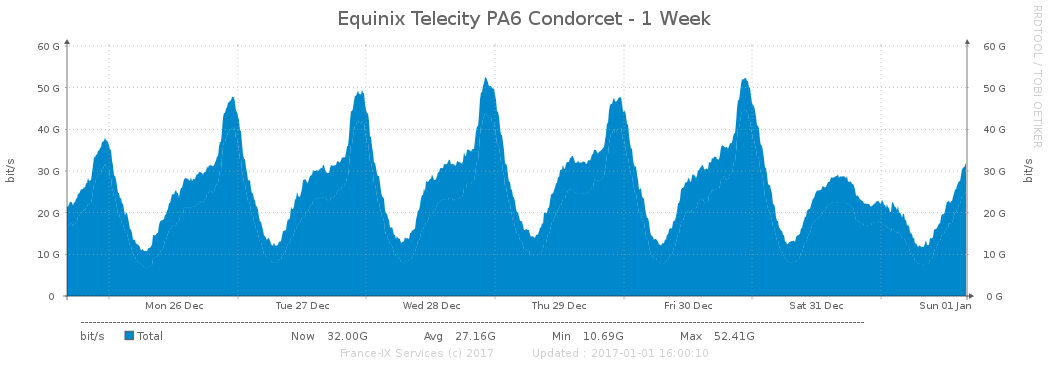 Equinix Telecity PA6 Condorcet - 1 Week
RRDTOOL / TOBI OETIKER
60 G 60 G
50 G 50 G
40 G 40 G
30 G 30 G
20 G 20 G
10 G 10 G
0 0 G
bit/s bit/s
Mon 26 Dec Tue 27 Dec Wed 28 Dec Thu 29 Dec Fri 30 Dec Sat 31 Dec Sun 01 Jan
bit/s Total Now 32.00G Avg 27.16G Min 10.69G Max 52.41G
France-IX Services (c) 2017 Updated : 2017-01-01 16:00:10